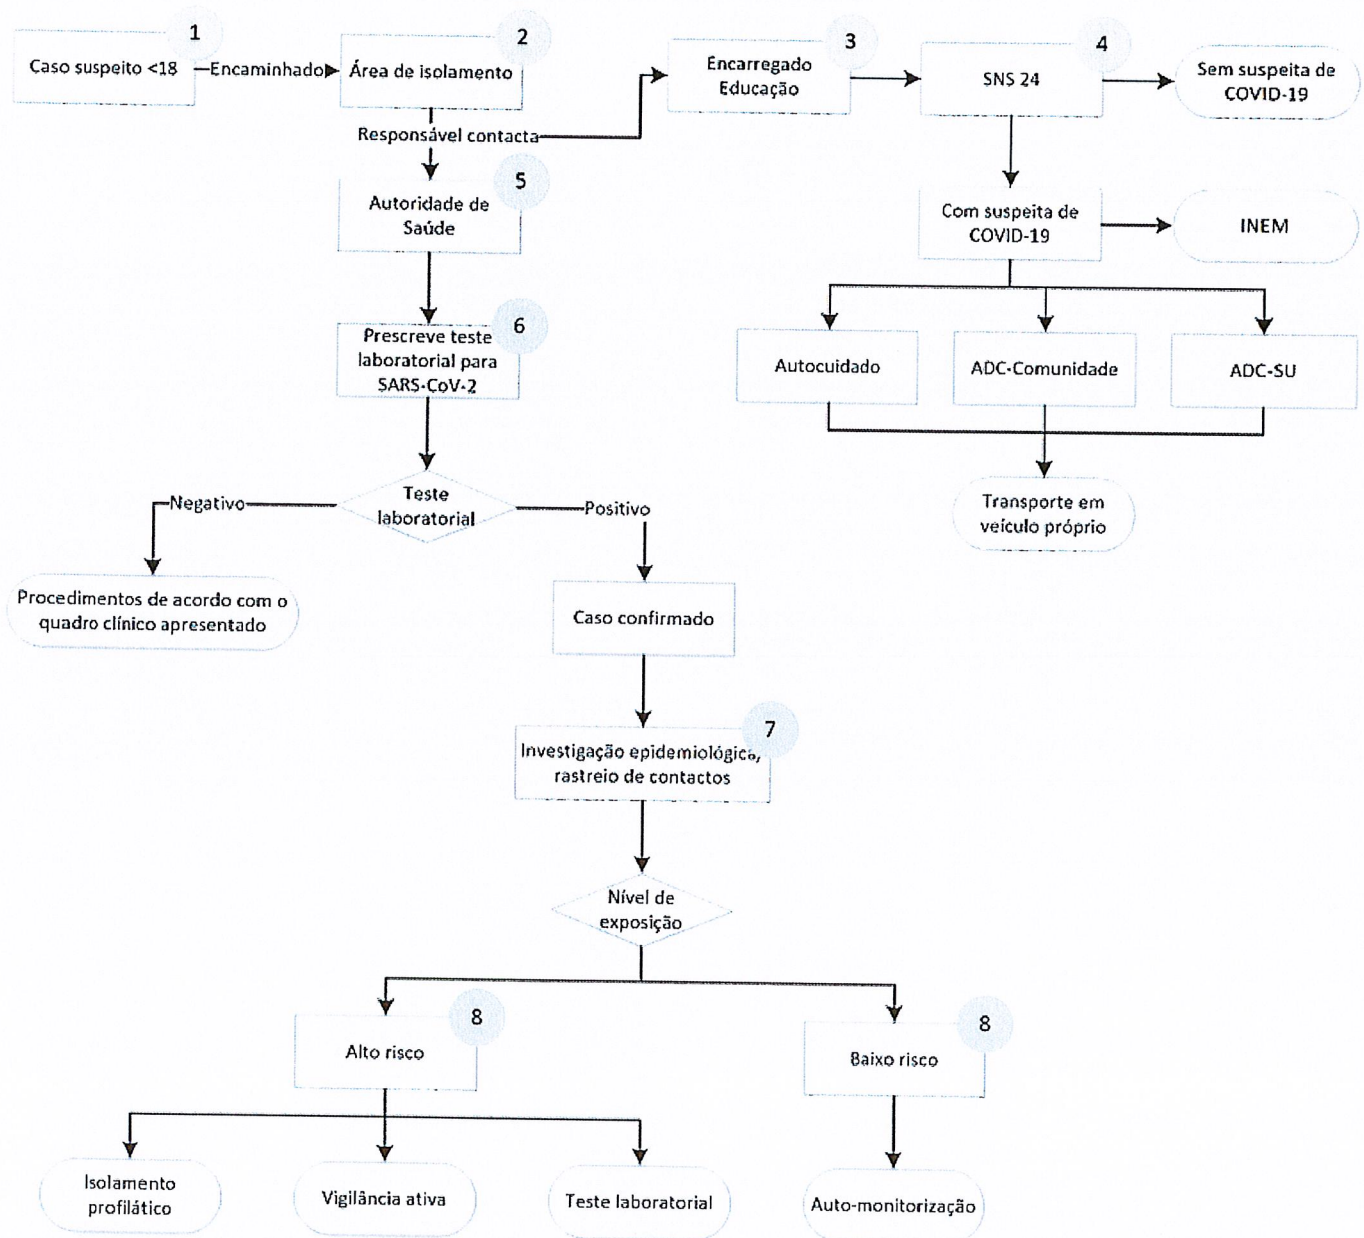 1
Caso suspeito <18
Encaminhado
2
Área de isolamento
Responsável contacta
3
Encarregado
Educação
4
SNS 24
Sem suspeita de
COVID-19
Com suspeita de
COVID-19
INEM
Autocuidado
ADC-Comunidade
ADC-SU
Transporte em
veículo próprio
5
Autoridade de
Saúde
6
Prescreve teste
laboratorial para
SARS-CoV-2
Teste
laboratorial
Negativo
Positivo
Procedimentos de acordo com o
quadro clínico apresentado
Caso confirmado
7
Investigação epidemiológica,
rastreio de contactos
Nível de
exposição
8
Alto risco
8
Baixo risco
Isolamento
profilático
Vigilância ativa
Teste laboratorial
Auto-monitorização